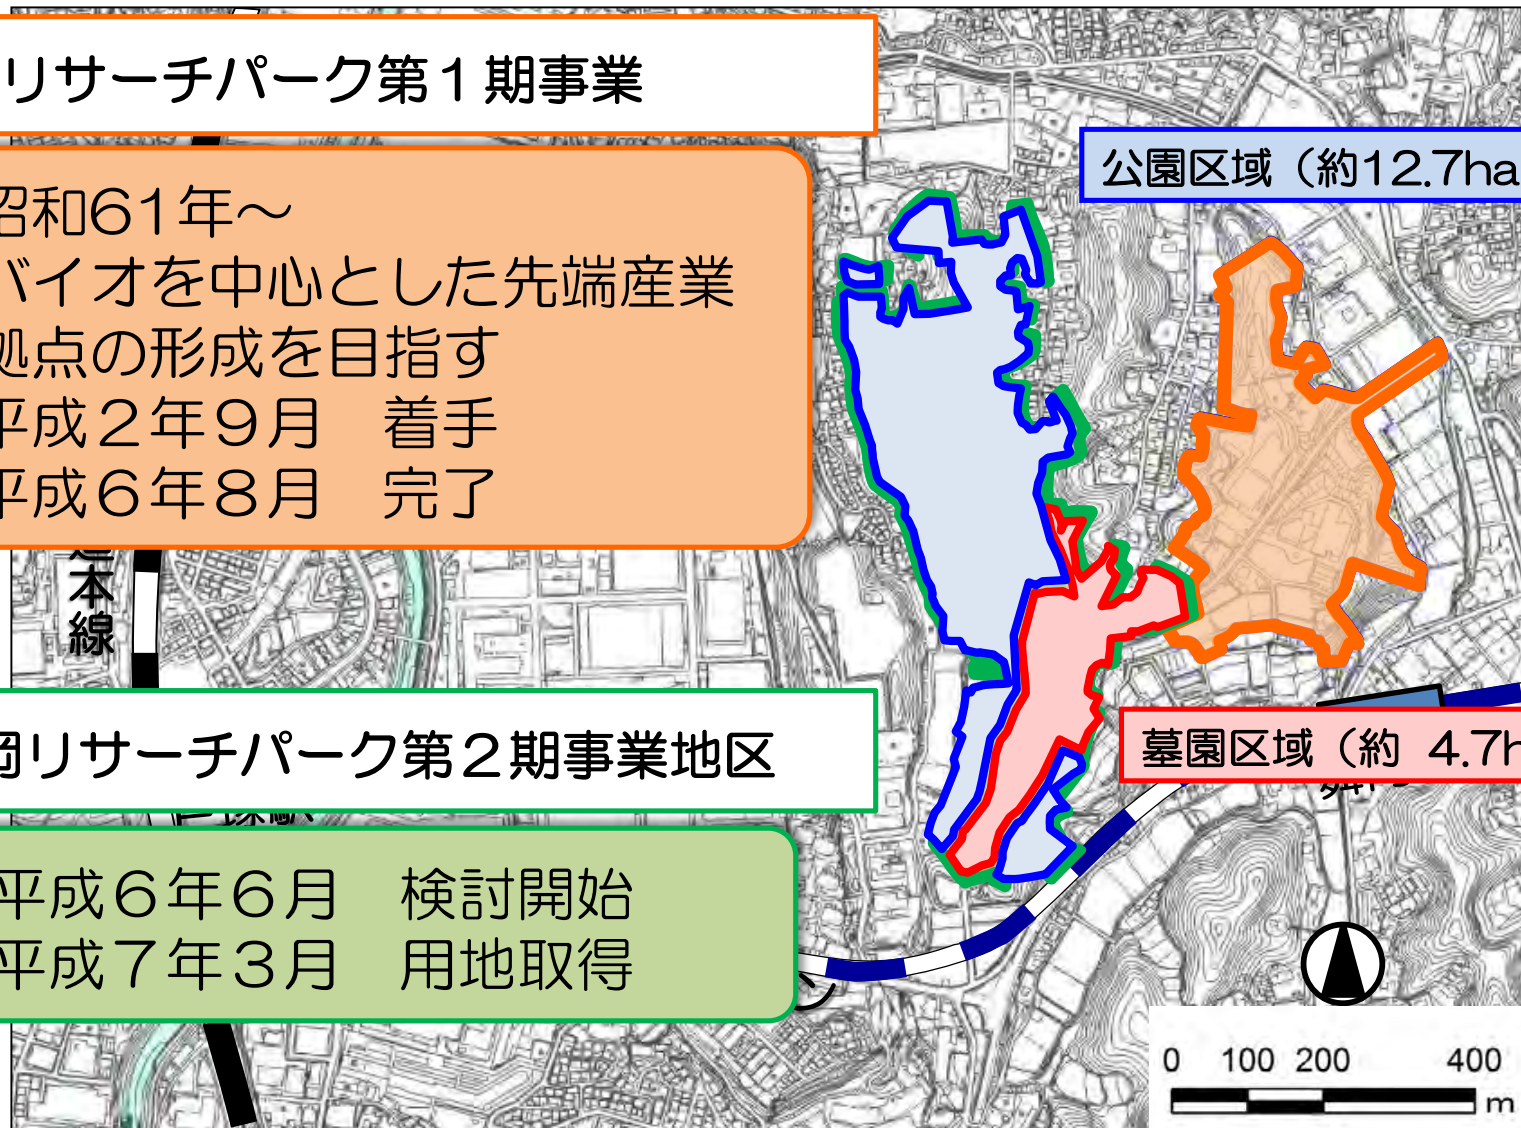 リサーチパーク第１期事業
公園区域（約12.7ha
昭和61年～
バイオを中心とした先端産業
拠点の形成を目指す
平成２年９月　着手
平成６年８月　完了
本線
岡リサーチパーク第２期事業地区
墓園区域（約 4.7h
平成６年６月　検討開始
平成７年３月　用地取得
ン
0 100 200 400
m